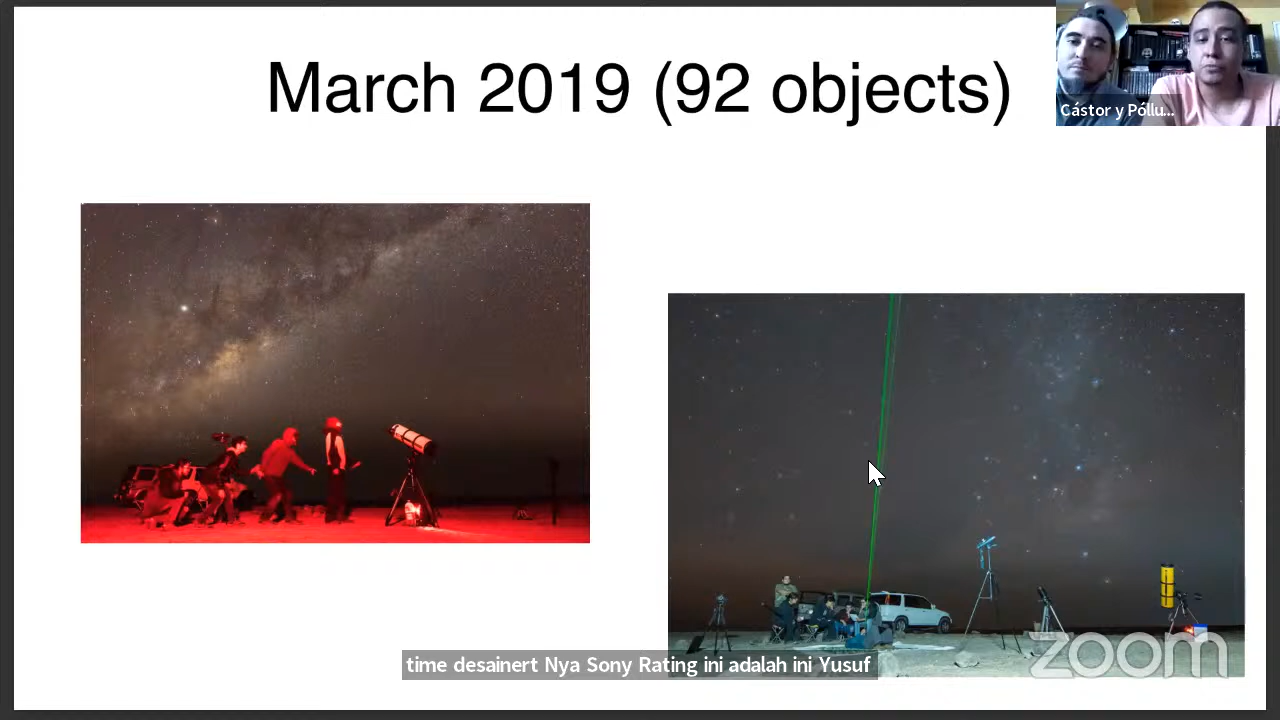 March 2019 (92 objects)
Cástor y Póllu...
time desainert Nya Sony Rating ini adalah ini Yusuf
zoom